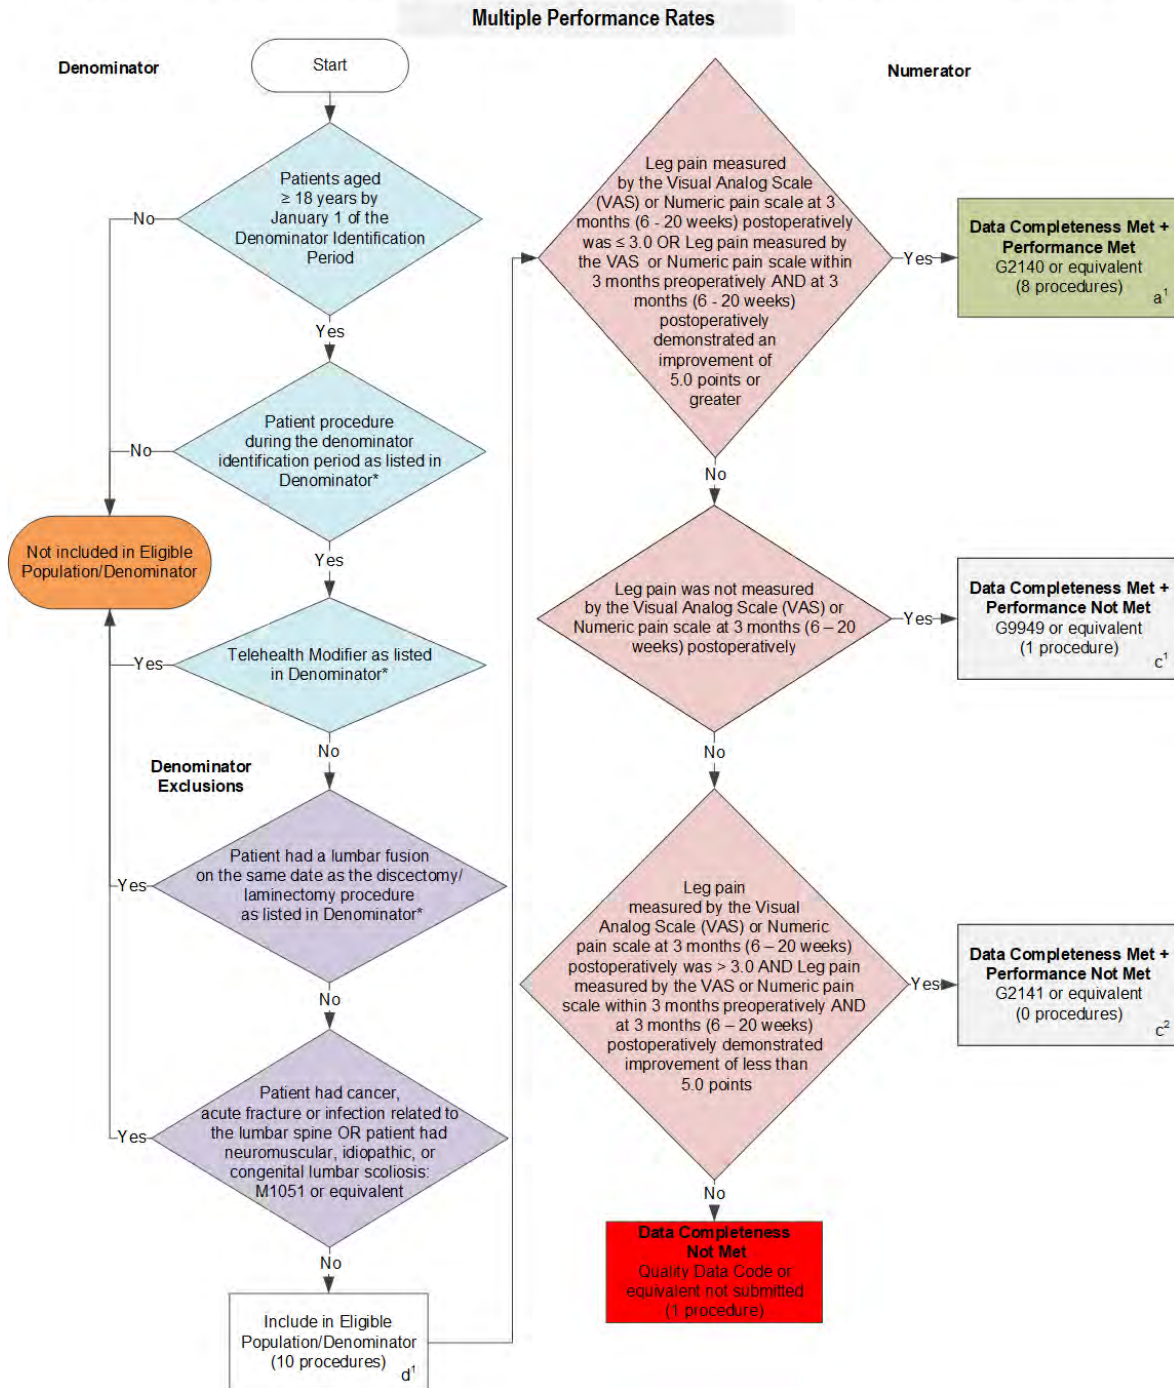 Multiple Performance Rates
Denominator
Start
Numerator
Patients aged
≥ 18 years by
January 1 of the
Denominator Identification
Period
No
Yes
Patient procedure
during the denominator
identification period as listed in
Denominator*
No
Yes
Not included in Eligible
Population/Denominator
Telehealth Modifier as listed
in Denominator*
Yes
No
Denominator
Exclusions
Patient had a lumbar fusion
on the same date as the discectomy/
laminectomy procedure
as listed in Denominator*
Yes
No
Patient had cancer,
acute fracture or infection related to
the lumbar spine OR patient had
neuromuscular, idiopathic, or
congenital lumbar scoliosis:
M1051 or equivalent
Yes
No
Include in Eligible
Population/Denominator
(10 procedures)
d¹
Leg pain measured
by the Visual Analog Scale
(VAS) or Numeric pain scale at 3
months (6 - 20 weeks) postoperatively
was ≤ 3.0 OR Leg pain measured by
the VAS or Numeric pain scale within
3 months preoperatively AND at 3
months (6 - 20 weeks)
postoperatively
demonstrated an
improvement of
5.0 points or
greater
Yes
Data Completeness Met +
Performance Met
G2140 or equivalent
(8 procedures)
a¹
No
Leg pain was not measured
by the Visual Analog Scale (VAS) or
Numeric pain scale at 3 months (6 – 20
weeks) postoperatively
Yes
Data Completeness Met +
Performance Not Met
G9949 or equivalent
(1 procedure)
c¹
No
Leg pain
measured by the Visual
Analog Scale (VAS) or Numeric
pain scale at 3 months (6 – 20 weeks)
postoperatively was > 3.0 AND Leg pain
measured by the VAS or Numeric pain
scale within 3 months preoperatively AND
at 3 months (6 – 20 weeks)
postoperatively demonstrated
improvement of less than
5.0 points
Yes
Data Completeness Met +
Performance Not Met
G2141 or equivalent
(0 procedures)
c²
No
Data Completeness
Not Met
Quality Data Code or
equivalent not submitted
(1 procedure)